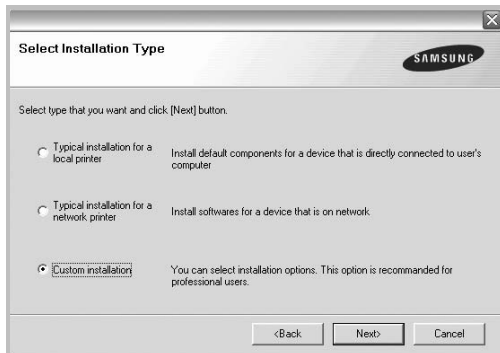 Select Installation Type
SAMSUNG
Select type that you want and click [Next] button.
Typical installation for a
local printer
Install default components for a device that is directly connected to user's
computer
Typical installation for a
network printer
Install softwares for a device that is on network
Custom installation
You can select installation options. This option is recommanded for
professional users.
<Back
Next>
Cancel